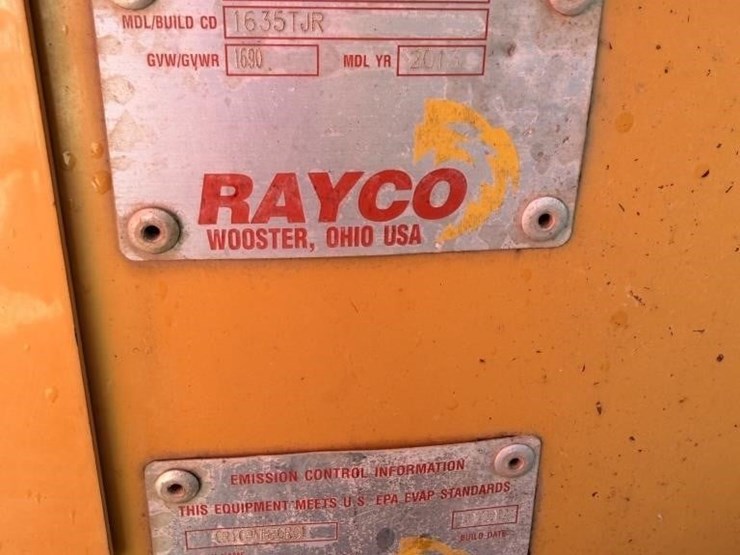 MDL/BUILD CD 1635TJR
GVW/GVWR 1690 MDL YR
RAYCO
WOOSTER, OHIO USA
EMISSION CONTROL INFORMATION
THIS EQUIPMENT MEETS U.S. EPA EVAP STANDARDS
BUILD DATE